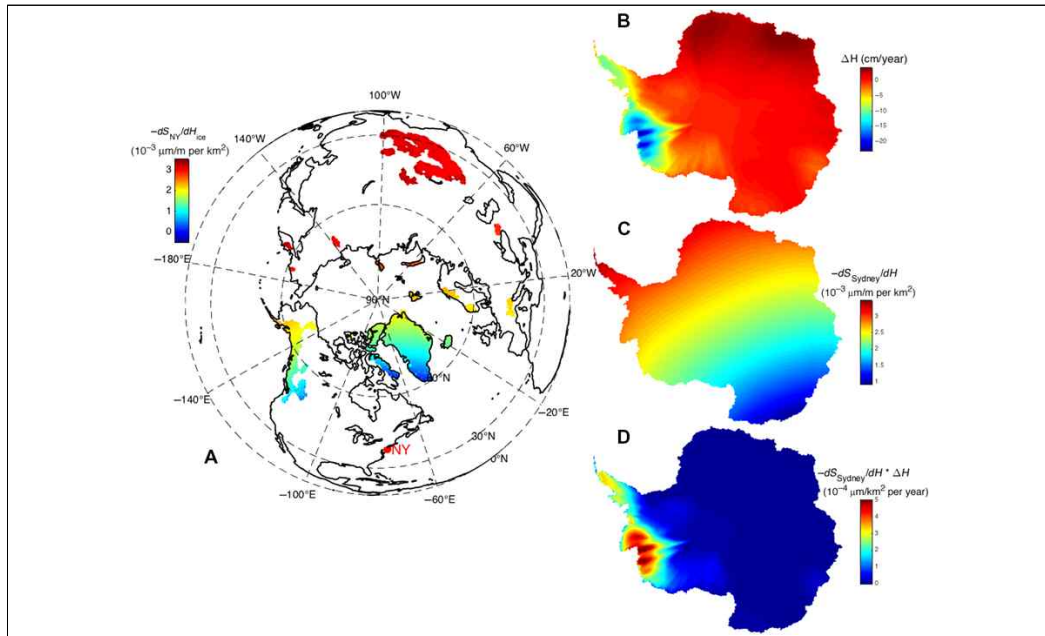 B
ΔH (cm/year)
0
−5
−10
−15
−20
100°W
140°W
60°W
−dS_NY/dH_ice
(10⁻³ μm/m per km²)
3
2
1
0
−180°E
20°W
90°N
60°N
−140°E
−20°E
30°N
0°N
NY
A
−100°E
−60°E
C
−dS_Sydney/dH
(10⁻³ μm/m per km²)
3
2.5
2
1.5
1
D
−dS_Sydney/dH * ΔH
(10⁻⁴ μm/km² per year)
5
4
3
2
1
0